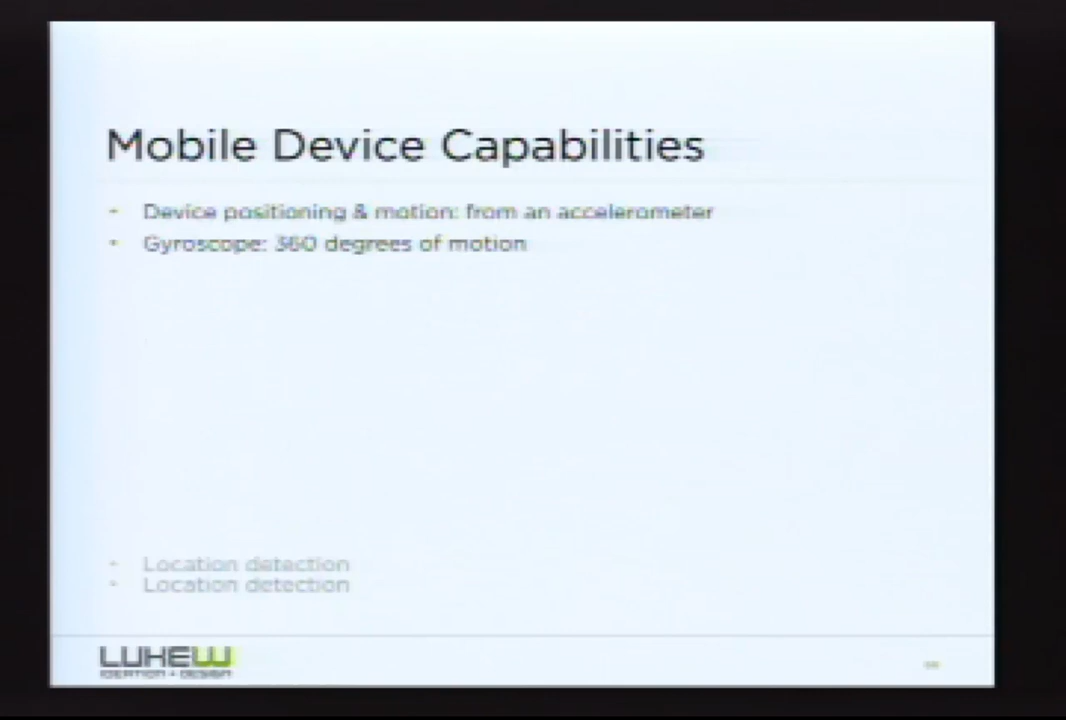 Mobile Device Capabilities
- Device positioning & motion: from an accelerometer
- Gyroscope: 360 degrees of motion
- Location detection
- Location detection
LUKEW
IDEATION + DESIGN